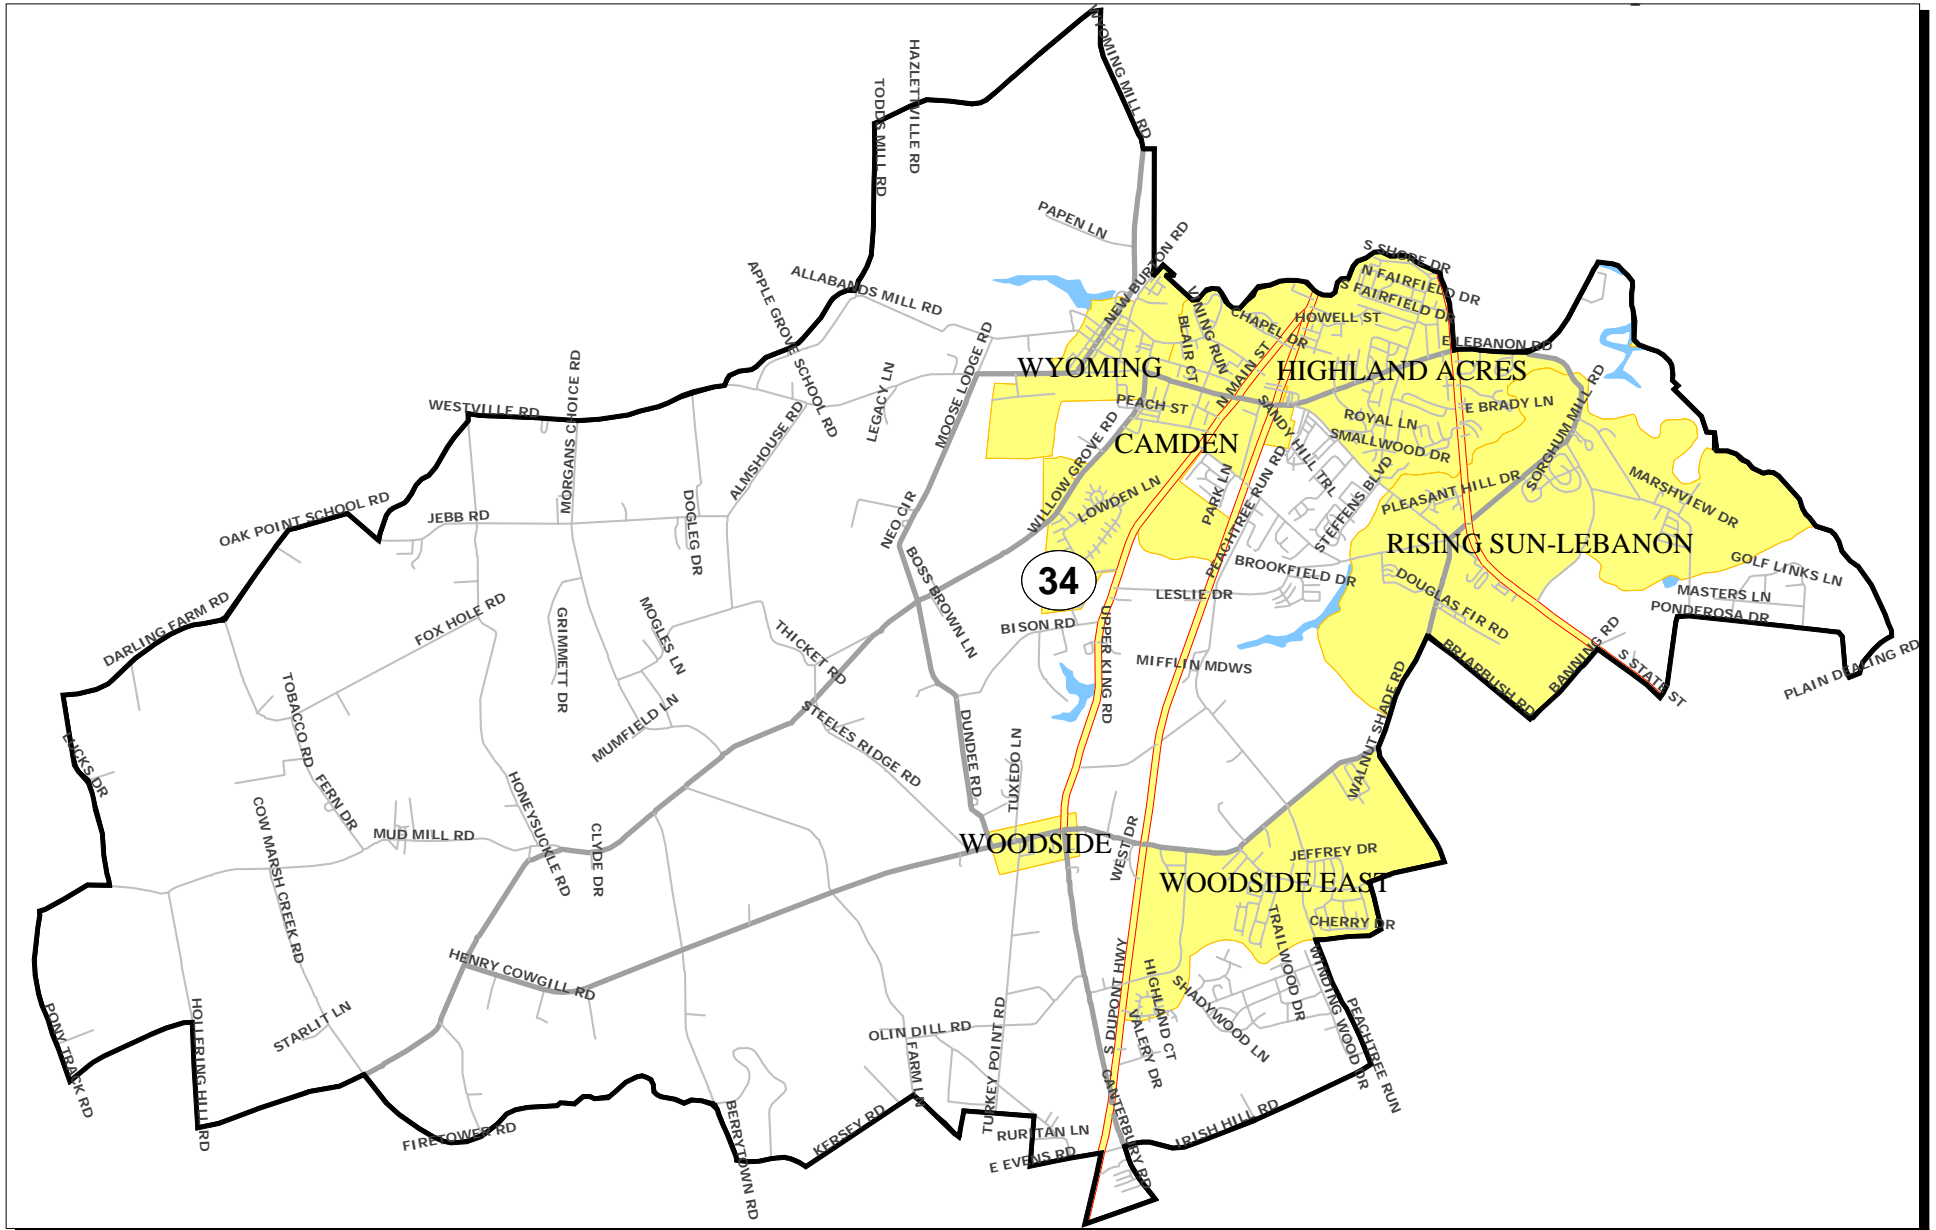 WYOMING MILL RD
HAZLETTVILLE RD
TODDS MILL RD
PAPEN LN
NEW BURTON RD
S SHORE DR
N FAIRFIELD DR
S FAIRFIELD DR
ALLABANDS MILL RD
APPLE GROVE SCHOOL RD
VINING RUN
BLAIR CT
CHAPEL DR
HOWELL ST
E LEBANON RD
MOOSE LODGE RD
WYOMING
N MAIN ST
HIGHLAND ACRES
MORGANS CHOICE RD
LEGACY LN
WESTVILLE RD
ALMSHOUSE RD
PEACH ST
SANDY HILL TRL
ROYAL LN
E BRADY LN
SORGHUM MILL RD
SMALLWOOD DR
CAMDEN
WILLOW GROVE RD
LOWDEN LN
PARK LN
PEACHTREE RUN RD
STEFFENS BLVD
PLEASANT HILL DR
MARSHVIEW DR
OAK POINT SCHOOL RD
JEBB RD
DOGLEG DR
NEO CIR
RISING SUN-LEBANON
GOLF LINKS LN
BOSS BROWN LN
34
BROOKFIELD DR
LESLIE DR
DOUGLAS FIR RD
MASTERS LN
PONDEROSA DR
DARLING FARM RD
FOX HOLE RD
GRIMMETT DR
MOGLES LN
THICKET RD
BISON RD
UPPER KING RD
MIFFLIN MDWS
BRIARBUSH RD
BANNING RD
S STATE ST
PLAIN DEALING RD
WALNUT SHADE RD
TOBACCO RD
MUMFIELD LN
STEELES RIDGE RD
DUNDEE RD
TUXEDO LN
LUCKS DR
FERN DR
HONEYSUCKLE RD
COW MARSH CREEK RD
MUD MILL RD
CLYDE DR
WOODSIDE
WEST DR
JEFFREY DR
WOODSIDE EAST
CHERRY DR
TRAILWOOD DR
HENRY COWGILL RD
S DUPONT HWY
HIGHLAND CT
SHADYWOOD LN
WINDING WOOD DR
PEACHTREE RUN
PONY TRACK RD
HOLLERING HILL RD
STARLIT LN
OLIN DILL RD
FARM LN
TURKEY POINT RD
VALERY DR
CANTERBURY RD
FIRETOWER RD
BERRYTOWN RD
KERSEY RD
RURITAN LN
E EVENS RD
IRISH HILL RD